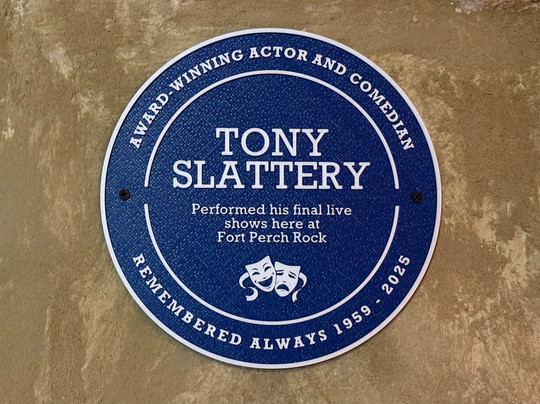 AWARD-WINNING ACTOR AND COMEDIAN
TONY
SLATTERY
Performed his final live
shows here at
Fort Perch Rock
REMEMBERED ALWAYS 1959 - 2025